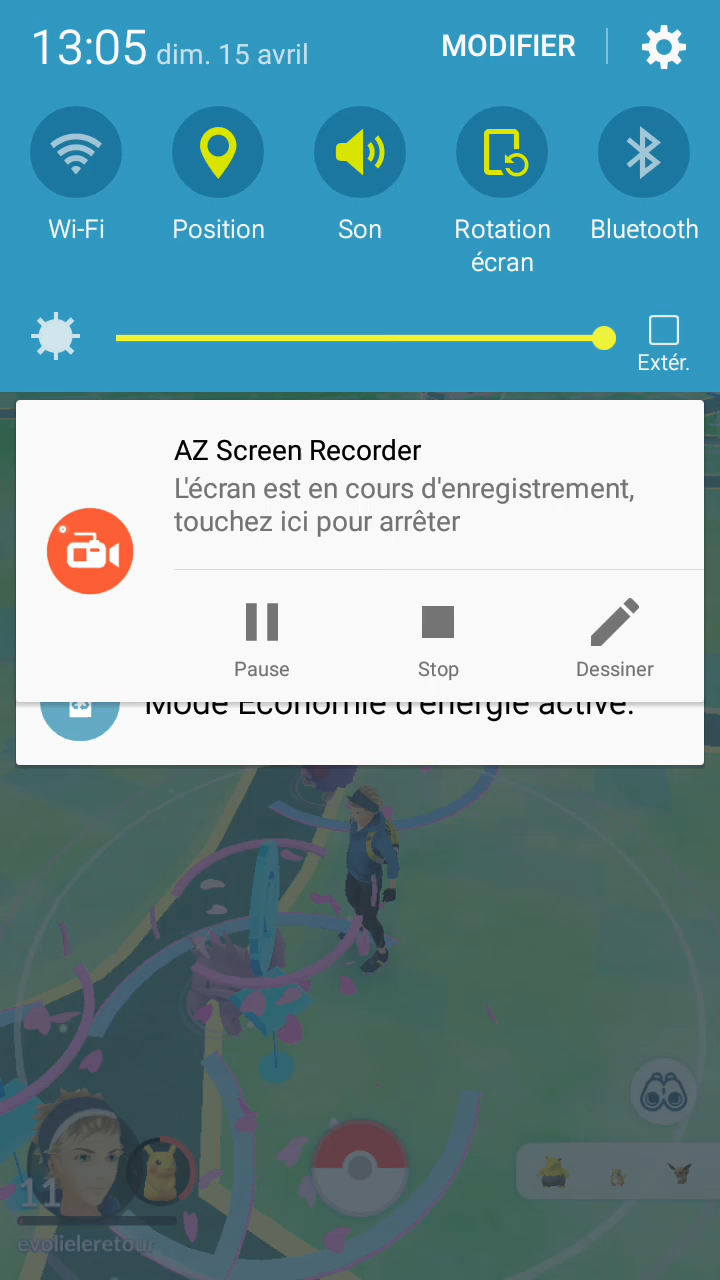 13:05 dim. 15 avril MODIFIER
Wi-Fi Position Son Rotation écran Bluetooth
Extér.
AZ Screen Recorder
L'écran est en cours d'enregistrement,
touchez ici pour arrêter
Pause Stop Dessiner
Mode Économie d'énergie activé.
11
evolieleretour